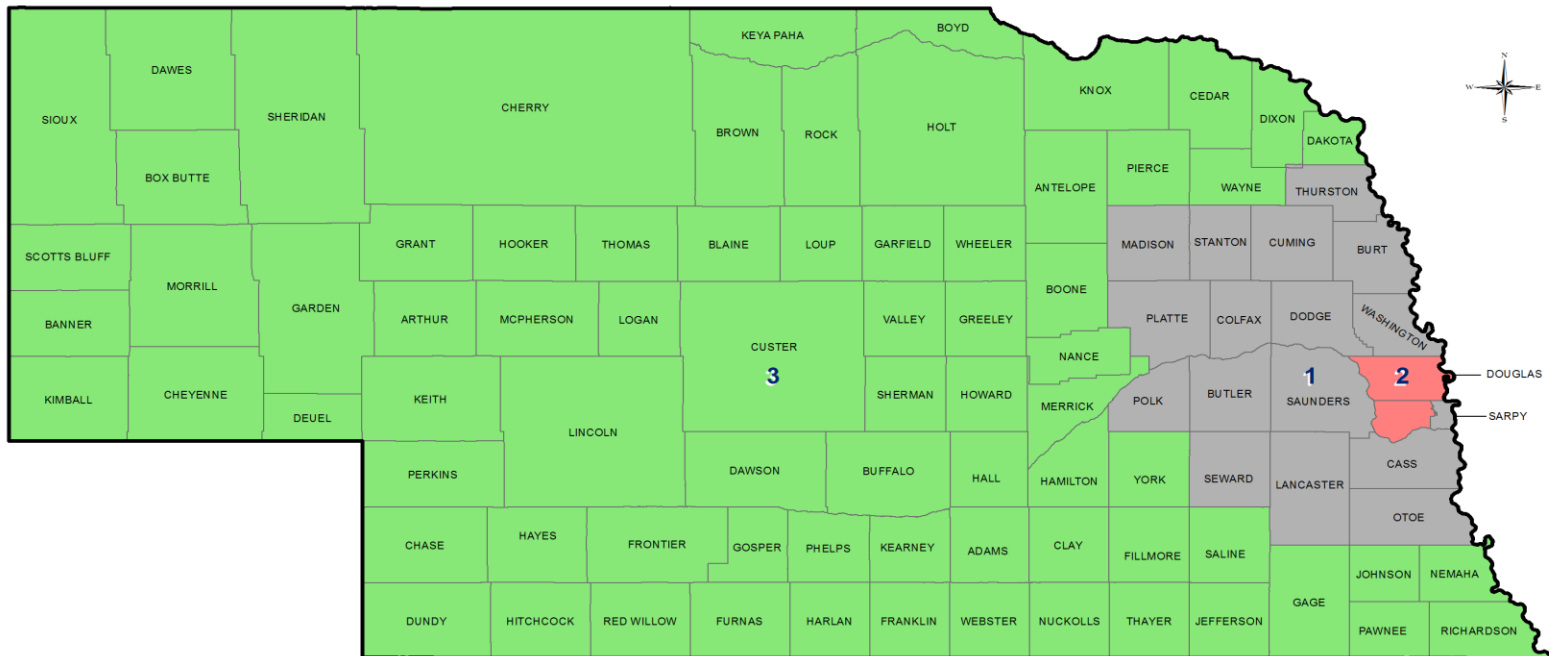 BOYD
KEYA PAHA
N
DAWES
KNOX
CEDAR
W E
CHERRY
SIOUX
SHERIDAN
DIXON
S
BROWN
ROCK
HOLT
DAKOTA
BOX BUTTE
PIERCE
ANTELOPE
WAYNE
THURSTON
GRANT
HOOKER
THOMAS
BLAINE
LOUP
GARFIELD
WHEELER
MADISON
STANTON
CUMING
BURT
SCOTTS BLUFF
MORRILL
BOONE
GARDEN
BANNER
ARTHUR
MCPHERSON
LOGAN
VALLEY
GREELEY
PLATTE
COLFAX
DODGE
WASHINGTON
CUSTER
NANCE
3
1
2
DOUGLAS
KIMBALL
CHEYENNE
KEITH
SHERMAN
HOWARD
MERRICK
POLK
BUTLER
SAUNDERS
DEUEL
SARPY
LINCOLN
PERKINS
DAWSON
BUFFALO
HALL
HAMILTON
YORK
SEWARD
LANCASTER
CASS
OTOE
CHASE
HAYES
FRONTIER
GOSPER
PHELPS
KEARNEY
ADAMS
CLAY
FILLMORE
SALINE
JOHNSON
NEMAHA
GAGE
DUNDY
HITCHCOCK
RED WILLOW
FURNAS
HARLAN
FRANKLIN
WEBSTER
NUCKOLLS
THAYER
JEFFERSON
PAWNEE
RICHARDSON